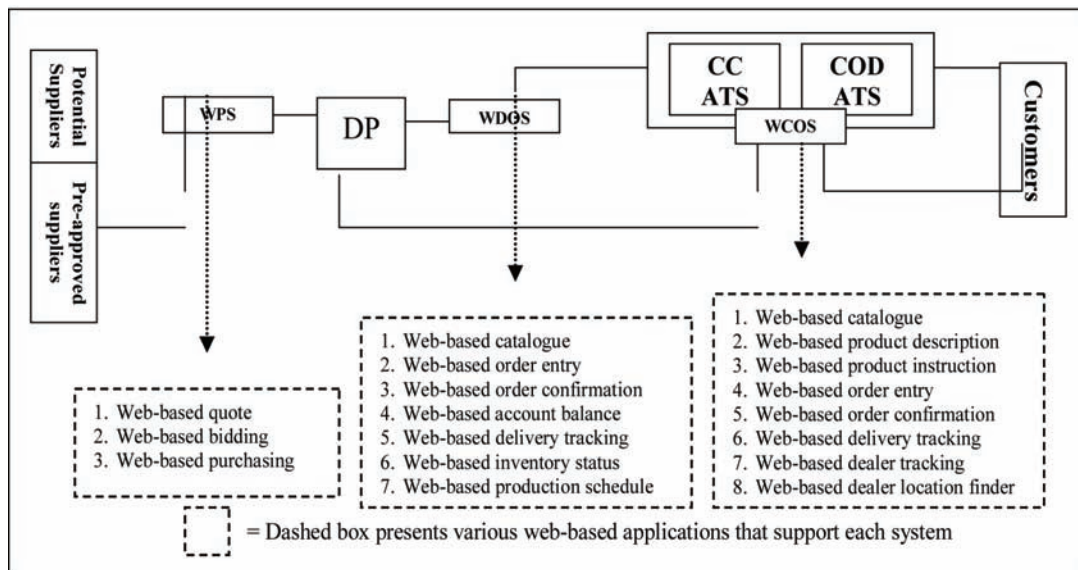 Potential
Suppliers
Pre-approved
suppliers
WPS
DP
WDOS
CC
ATS
COD
ATS
WCOS
Customers
1. Web-based quote
2. Web-based bidding
3. Web-based purchasing
1. Web-based catalogue
2. Web-based order entry
3. Web-based order confirmation
4. Web-based account balance
5. Web-based delivery tracking
6. Web-based inventory status
7. Web-based production schedule
1. Web-based catalogue
2. Web-based product description
3. Web-based product instruction
4. Web-based order entry
5. Web-based order confirmation
6. Web-based delivery tracking
7. Web-based dealer tracking
8. Web-based dealer location finder
= Dashed box presents various web-based applications that support each system